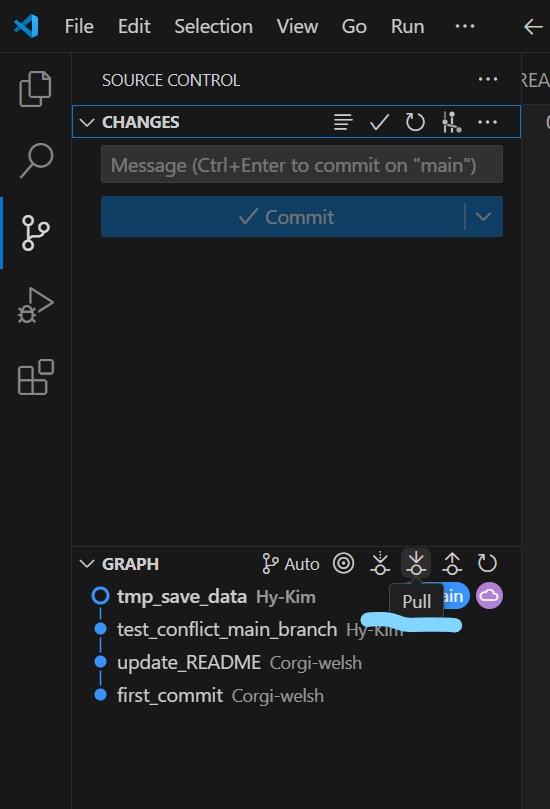 File Edit Selection View Go Run ...
SOURCE CONTROL
CHANGES
Message (Ctrl+Enter to commit on "main")
Commit
GRAPH Auto
tmp_save_data Hy-Kim
Pull
test_conflict_main_branch Hy-Kim
update_README Corgi-welsh
first_commit Corgi-welsh